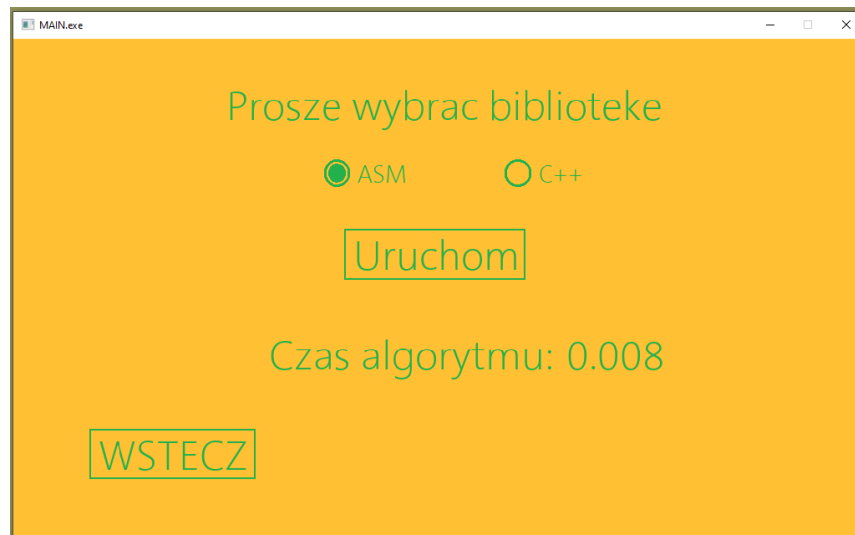 MAIN.exe
Prosze wybrac biblioteke
ASM C++
Uruchom
Czas algorytmu: 0.008
WSTECZ